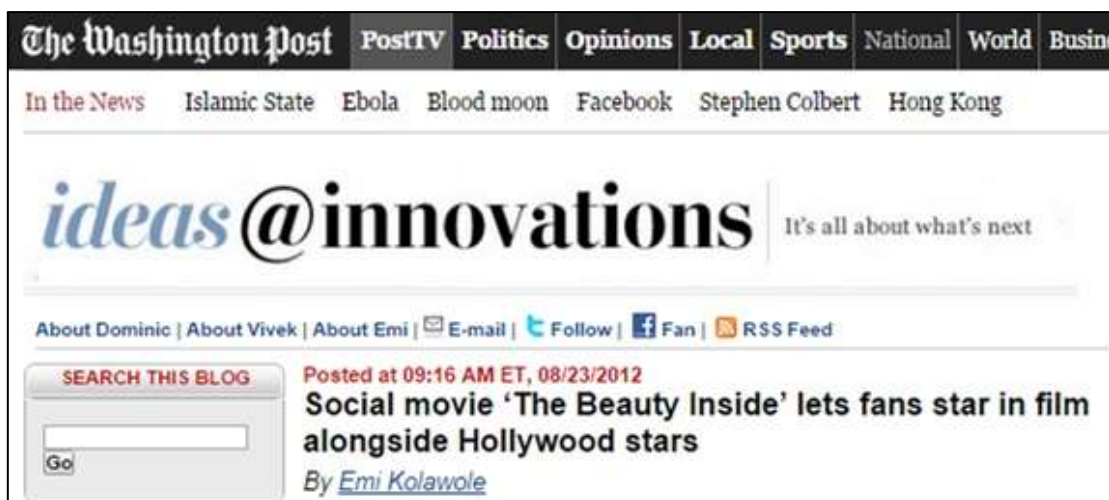 The Washington Post PostTV Politics Opinions Local Sports National World
In the News Islamic State Ebola Blood moon Facebook Stephen Colbert Hong Kong
ideas@innovations It's all about what's next
About Dominic | About Vivek | About Emi | E-mail | Follow | Fan | RSS Feed
SEARCH THIS BLOG
Go
Posted at 09:16 AM ET, 08/23/2012
Social movie ‘The Beauty Inside’ lets fans star in film
alongside Hollywood stars
By Emi Kolawole